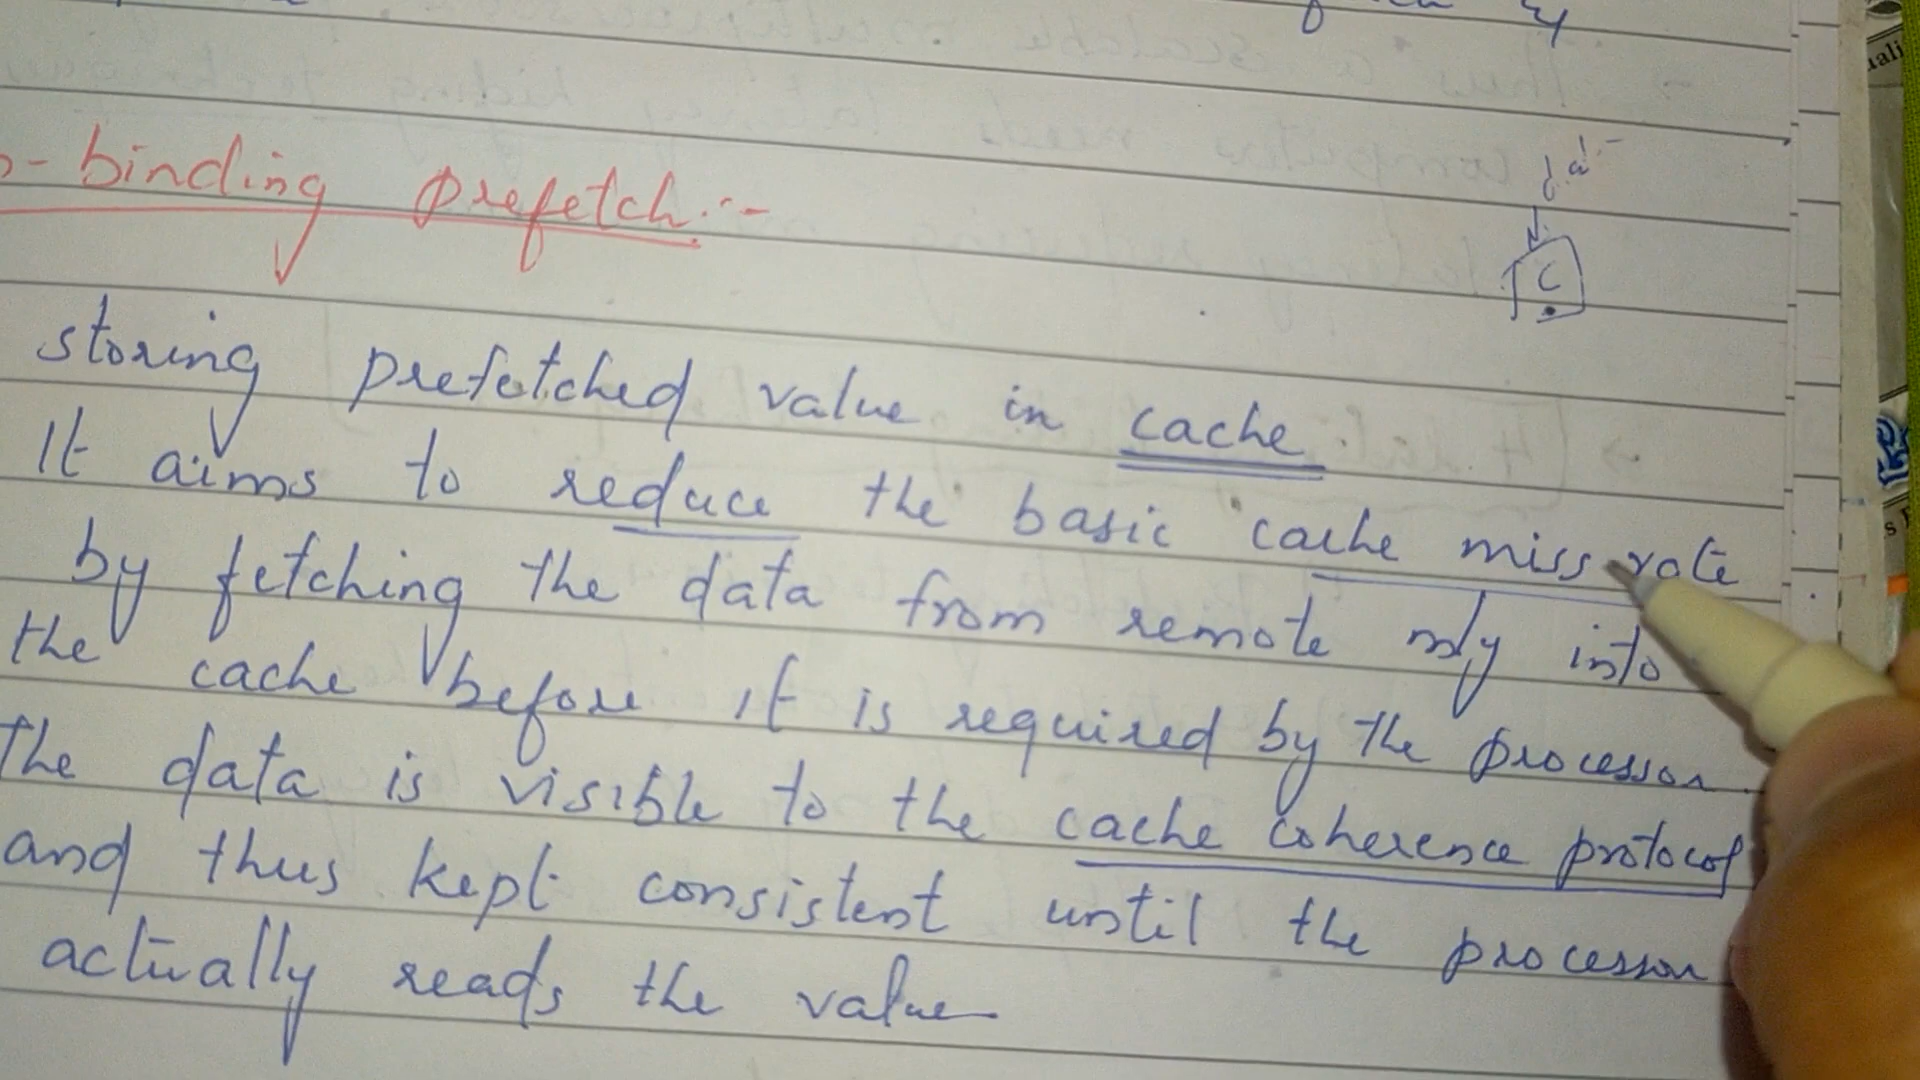 -binding prefetch :-
storing prefetched value in cache.
It aims to reduce the basic cache miss rate
by fetching the data from remote m/y into
the cache before it is required by the processor.
The data is visible to the cache coherence protocol
and thus kept consistent until the processor
actually reads the value
C